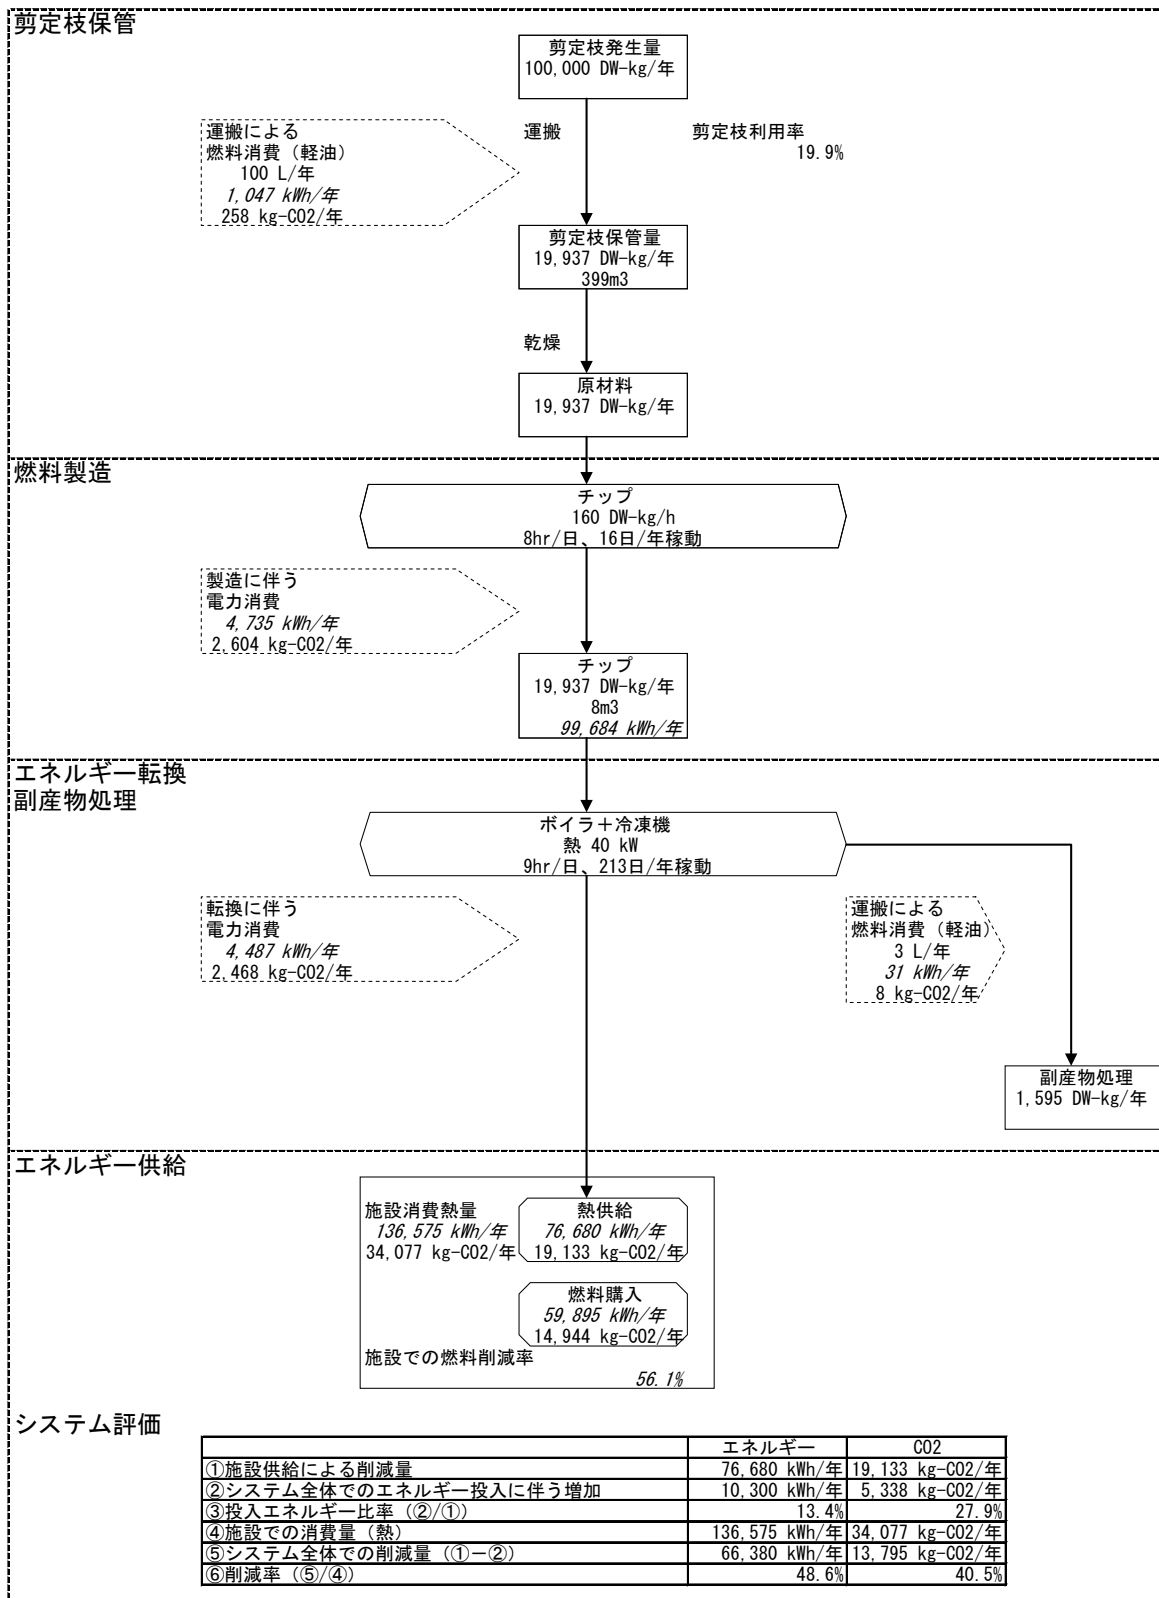 剪定枝保管
剪定枝発生量
100,000 DW-kg/年
運搬による
燃料消費（軽油）
100 L/年
1,047 kWh/年
258 kg-CO2/年
運搬
剪定枝利用率
19.9%
剪定枝保管量
19,937 DW-kg/年
399m3
乾燥
原材料
19,937 DW-kg/年
燃料製造
チップ
160 DW-kg/h
8hr/日、16日/年稼動
製造に伴う
電力消費
4,735 kWh/年
2,604 kg-CO2/年
チップ
19,937 DW-kg/年
8m3
99,684 kWh/年
エネルギー転換
副産物処理
ボイラ＋冷凍機
熱 40 kW
9hr/日、213日/年稼動
転換に伴う
電力消費
4,487 kWh/年
2,468 kg-CO2/年
運搬による
燃料消費（軽油）
3 L/年
31 kWh/年
8 kg-CO2/年
副産物処理
1,595 DW-kg/年
エネルギー供給
施設消費熱量
136,575 kWh/年
34,077 kg-CO2/年
熱供給
76,680 kWh/年
19,133 kg-CO2/年
燃料購入
59,895 kWh/年
14,944 kg-CO2/年
施設での燃料削減率
56.1%
システム評価
エネルギー CO2
①施設供給による削減量 76,680 kWh/年 19,133 kg-CO2/年
②システム全体でのエネルギー投入に伴う増加 10,300 kWh/年 5,338 kg-CO2/年
③投入エネルギー比率（②/①） 13.4% 27.9%
④施設での消費量（熱） 136,575 kWh/年 34,077 kg-CO2/年
⑤システム全体での削減量（①－②） 66,380 kWh/年 13,795 kg-CO2/年
⑥削減率（⑤/④） 48.6% 40.5%